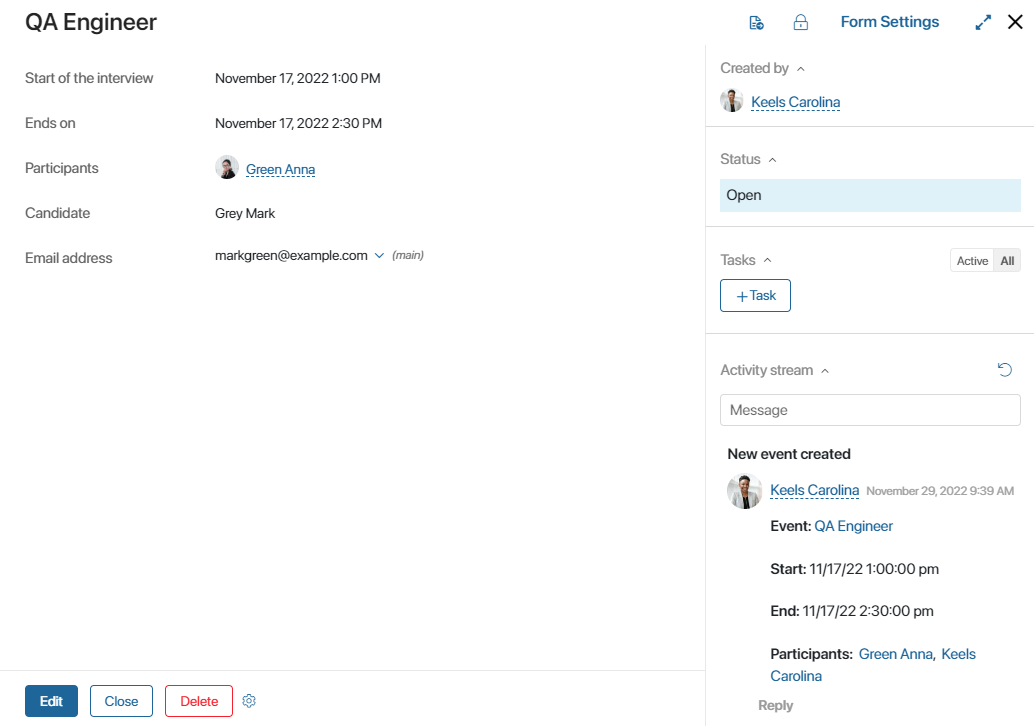 QA Engineer
Form Settings
Start of the interview November 17, 2022 1:00 PM
Ends on November 17, 2022 2:30 PM
Participants Green Anna
Candidate Grey Mark
Email address markgreen@example.com (main)
Edit Close Delete
Created by
Keels Carolina
Status
Open
Tasks Active All
+ Task
Activity stream
Message
New event created
Keels Carolina November 29, 2022 9:39 AM
Event: QA Engineer
Start: 11/17/22 1:00:00 pm
End: 11/17/22 2:30:00 pm
Participants: Green Anna, Keels
Carolina
Reply